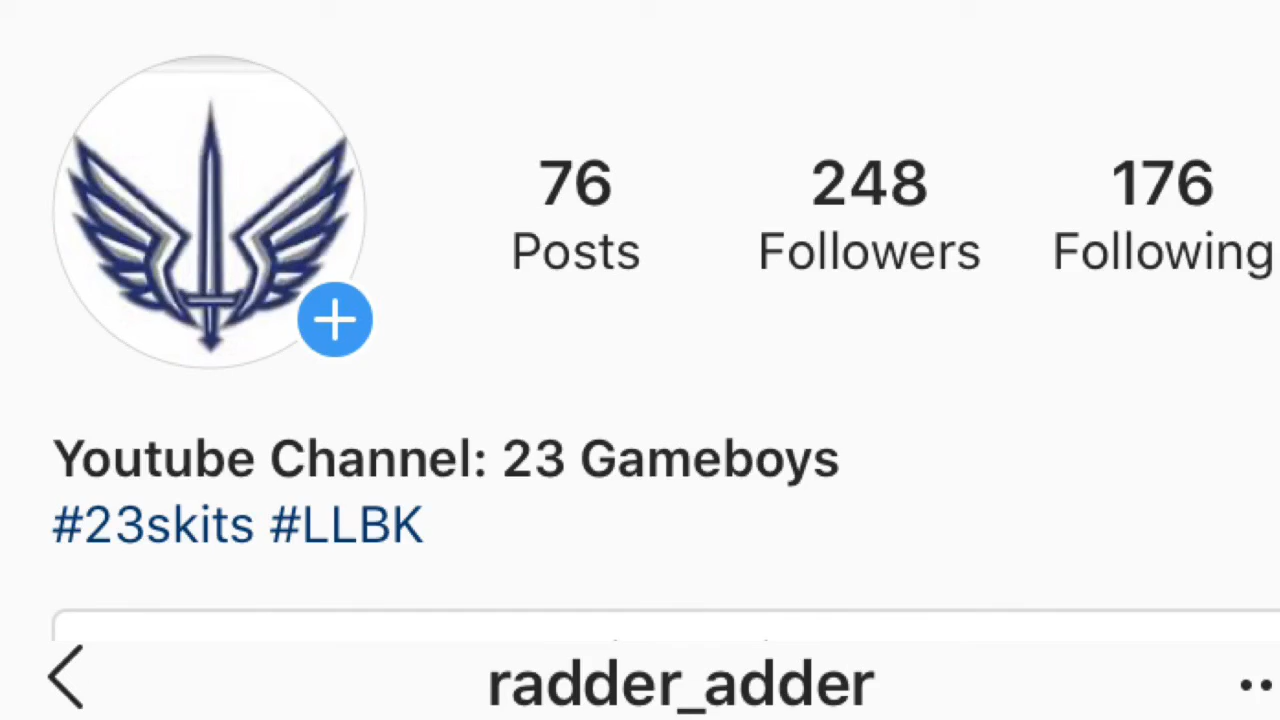 76 248 176
Posts Followers Following
Youtube Channel: 23 Gameboys
#23skits #LLBK
radder_adder